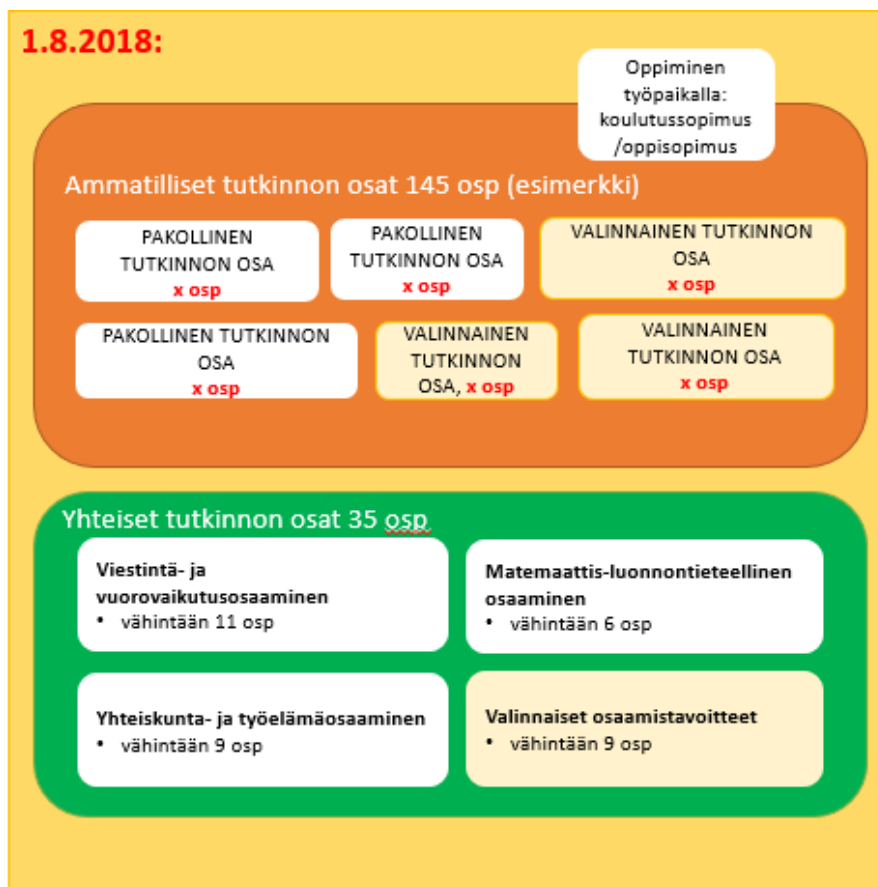 1.8.2018:
Oppiminen
työpaikalla:
koulutussopimus
/oppisopimus
Ammatilliset tutkinnon osat 145 osp (esimerkki)
PAKOLLINEN
TUTKINNON OSA
x osp
PAKOLLINEN
TUTKINNON OSA
x osp
VALINNAINEN TUTKINNON
OSA
x osp
PAKOLLINEN TUTKINNON
OSA
x osp
VALINNAINEN
TUTKINNON
OSA, x osp
VALINNAINEN
TUTKINNON OSA
x osp
Yhteiset tutkinnon osat 35 osp
Viestintä- ja
vuorovaikutusosaaminen
• vähintään 11 osp
Matemaattis-luonnontieteellinen
osaaminen
• vähintään 6 osp
Yhteiskunta- ja työelämäosaaminen
• vähintään 9 osp
Valinnaiset osaamistavoitteet
• vähintään 9 osp